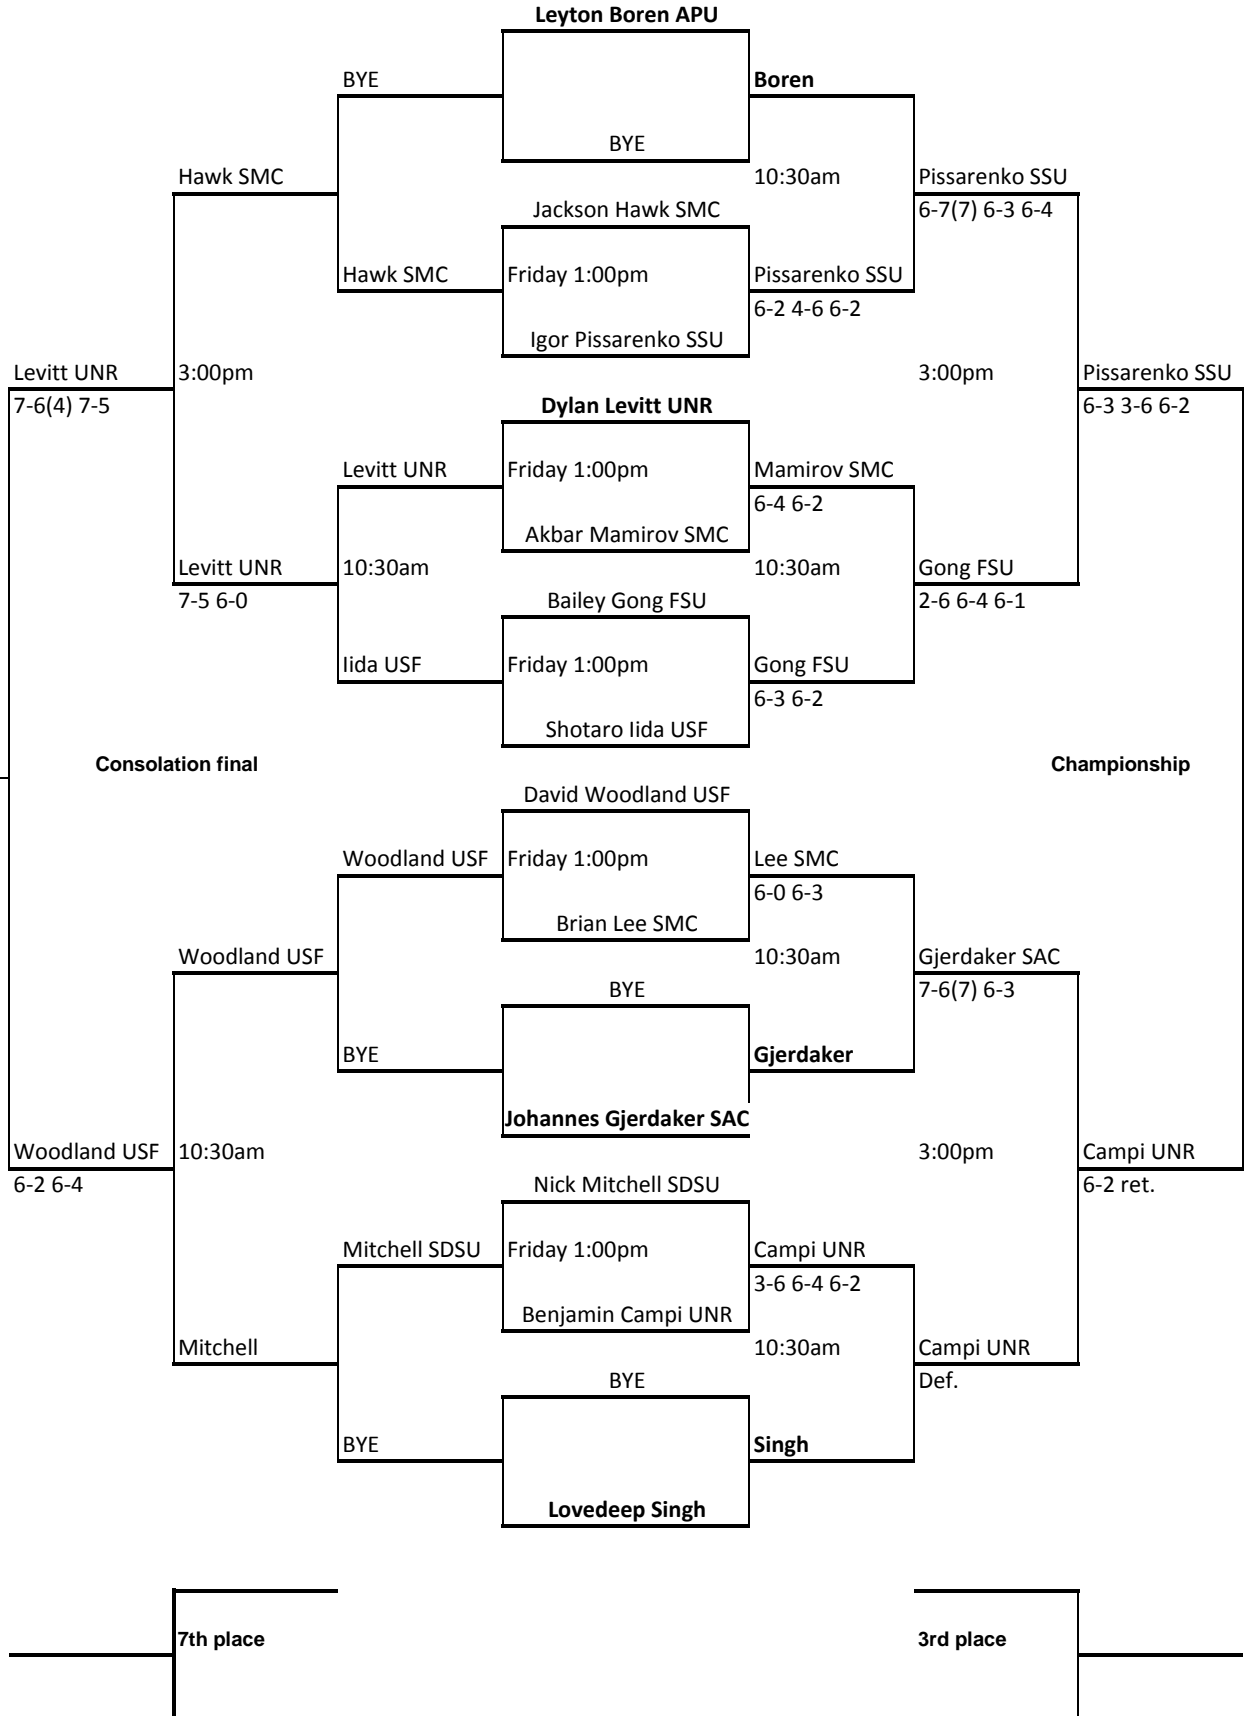 Leyton Boren APU
BYE
Boren
BYE
Hawk SMC
10:30am
Pissarenko SSU
Jackson Hawk SMC
6-7(7) 6-3 6-4
Hawk SMC
Friday 1:00pm
Pissarenko SSU
6-2 4-6 6-2
Igor Pissarenko SSU
Levitt UNR
3:00pm
3:00pm
Pissarenko SSU
7-6(4) 7-5
Dylan Levitt UNR
6-3 3-6 6-2
Levitt UNR
Friday 1:00pm
Mamirov SMC
6-4 6-2
Akbar Mamirov SMC
Levitt UNR
10:30am
10:30am
Gong FSU
7-5 6-0
Bailey Gong FSU
2-6 6-4 6-1
Iida USF
Friday 1:00pm
Gong FSU
6-3 6-2
Shotaro Iida USF
Consolation final
Championship
David Woodland USF
Woodland USF
Friday 1:00pm
Lee SMC
6-0 6-3
Brian Lee SMC
Woodland USF
10:30am
Gjerdaker SAC
BYE
7-6(7) 6-3
BYE
Gjerdaker
Johannes Gjerdaker SAC
Woodland USF
10:30am
3:00pm
Campi UNR
6-2 6-4
Nick Mitchell SDSU
6-2 ret.
Mitchell SDSU
Friday 1:00pm
Campi UNR
3-6 6-4 6-2
Benjamin Campi UNR
Mitchell
10:30am
Campi UNR
BYE
Def.
BYE
Singh
Lovedeep Singh
7th place
3rd place